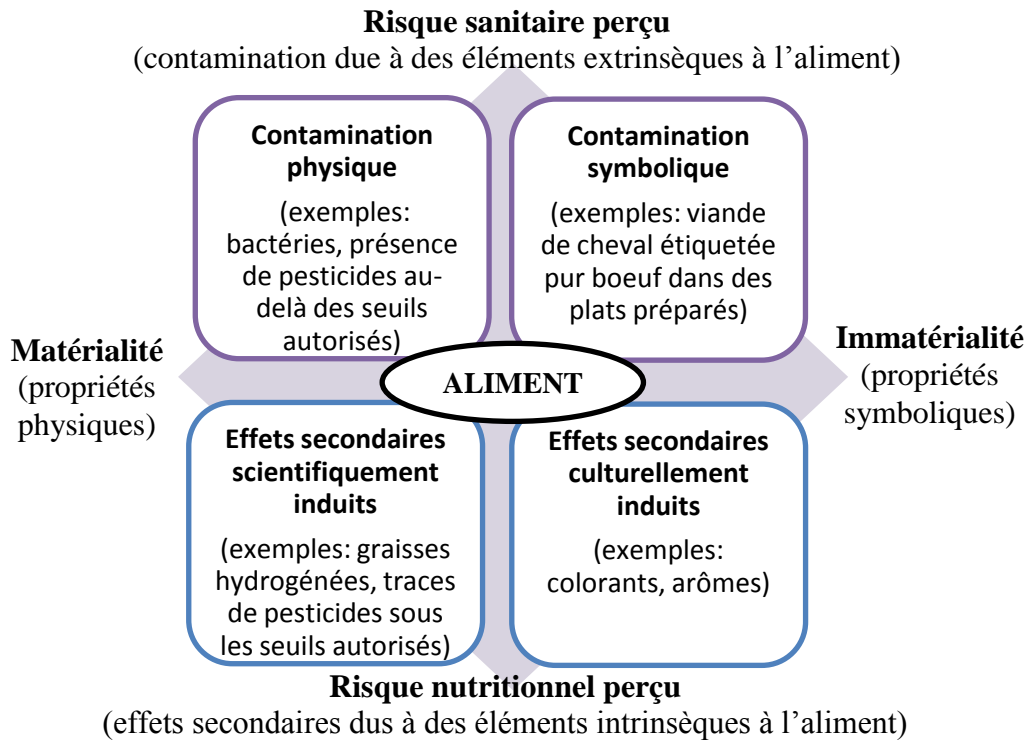 Risque sanitaire perçu
(contamination due à des éléments extrinsèques à l’aliment)
Contamination
physique
(exemples:
bactéries, présence
de pesticides au-
delà des seuils
autorisés)
Contamination
symbolique
(exemples: viande
de cheval étiquetée
pur boeuf dans des
plats préparés)
Matérialité
(propriétés
physiques)
ALIMENT
Immatérialité
(propriétés
symboliques)
Effets secondaires
scientifiquement
induits
(exemples: graisses
hydrogénées, traces
de pesticides sous
les seuils autorisés)
Effets secondaires
culturellement
induits
(exemples:
colorants, arômes)
Risque nutritionnel perçu
(effets secondaires dus à des éléments intrinsèques à l’aliment)